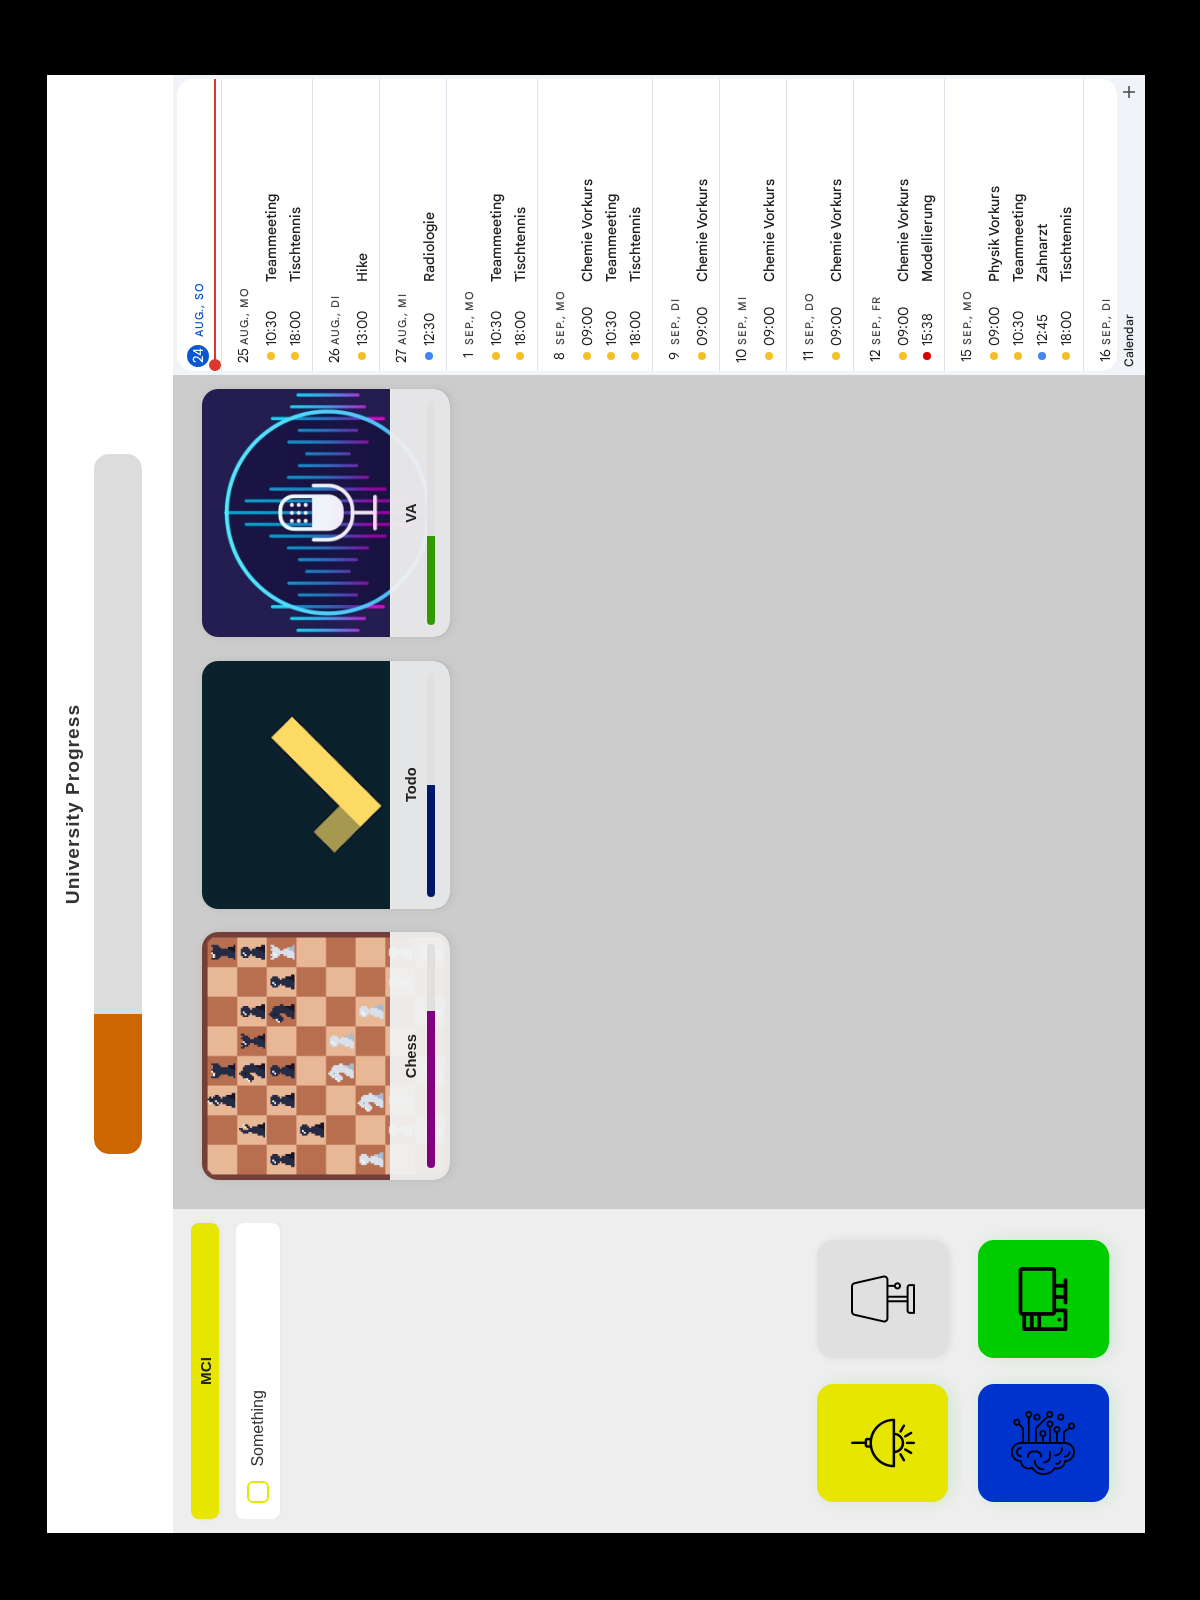 University Progress
MCI
Something
Chess
Todo
VA
24 AUG., SO
25 AUG., MO
10:30 Teammeeting
18:00 Tischtennis
26 AUG., DI
13:00 Hike
27 AUG., MI
12:30 Radiologie
1 SEP., MO
10:30 Teammeeting
18:00 Tischtennis
8 SEP., MO
09:00 Chemie Vorkurs
10:30 Teammeeting
18:00 Tischtennis
9 SEP., DI
09:00 Chemie Vorkurs
10 SEP., MI
09:00 Chemie Vorkurs
11 SEP., DO
09:00 Chemie Vorkurs
12 SEP., FR
09:00 Chemie Vorkurs
15:38 Modellierung
15 SEP., MO
09:00 Physik Vorkurs
10:30 Teammeeting
12:45 Zahnarzt
18:00 Tischtennis
16 SEP., DI
Calendar +